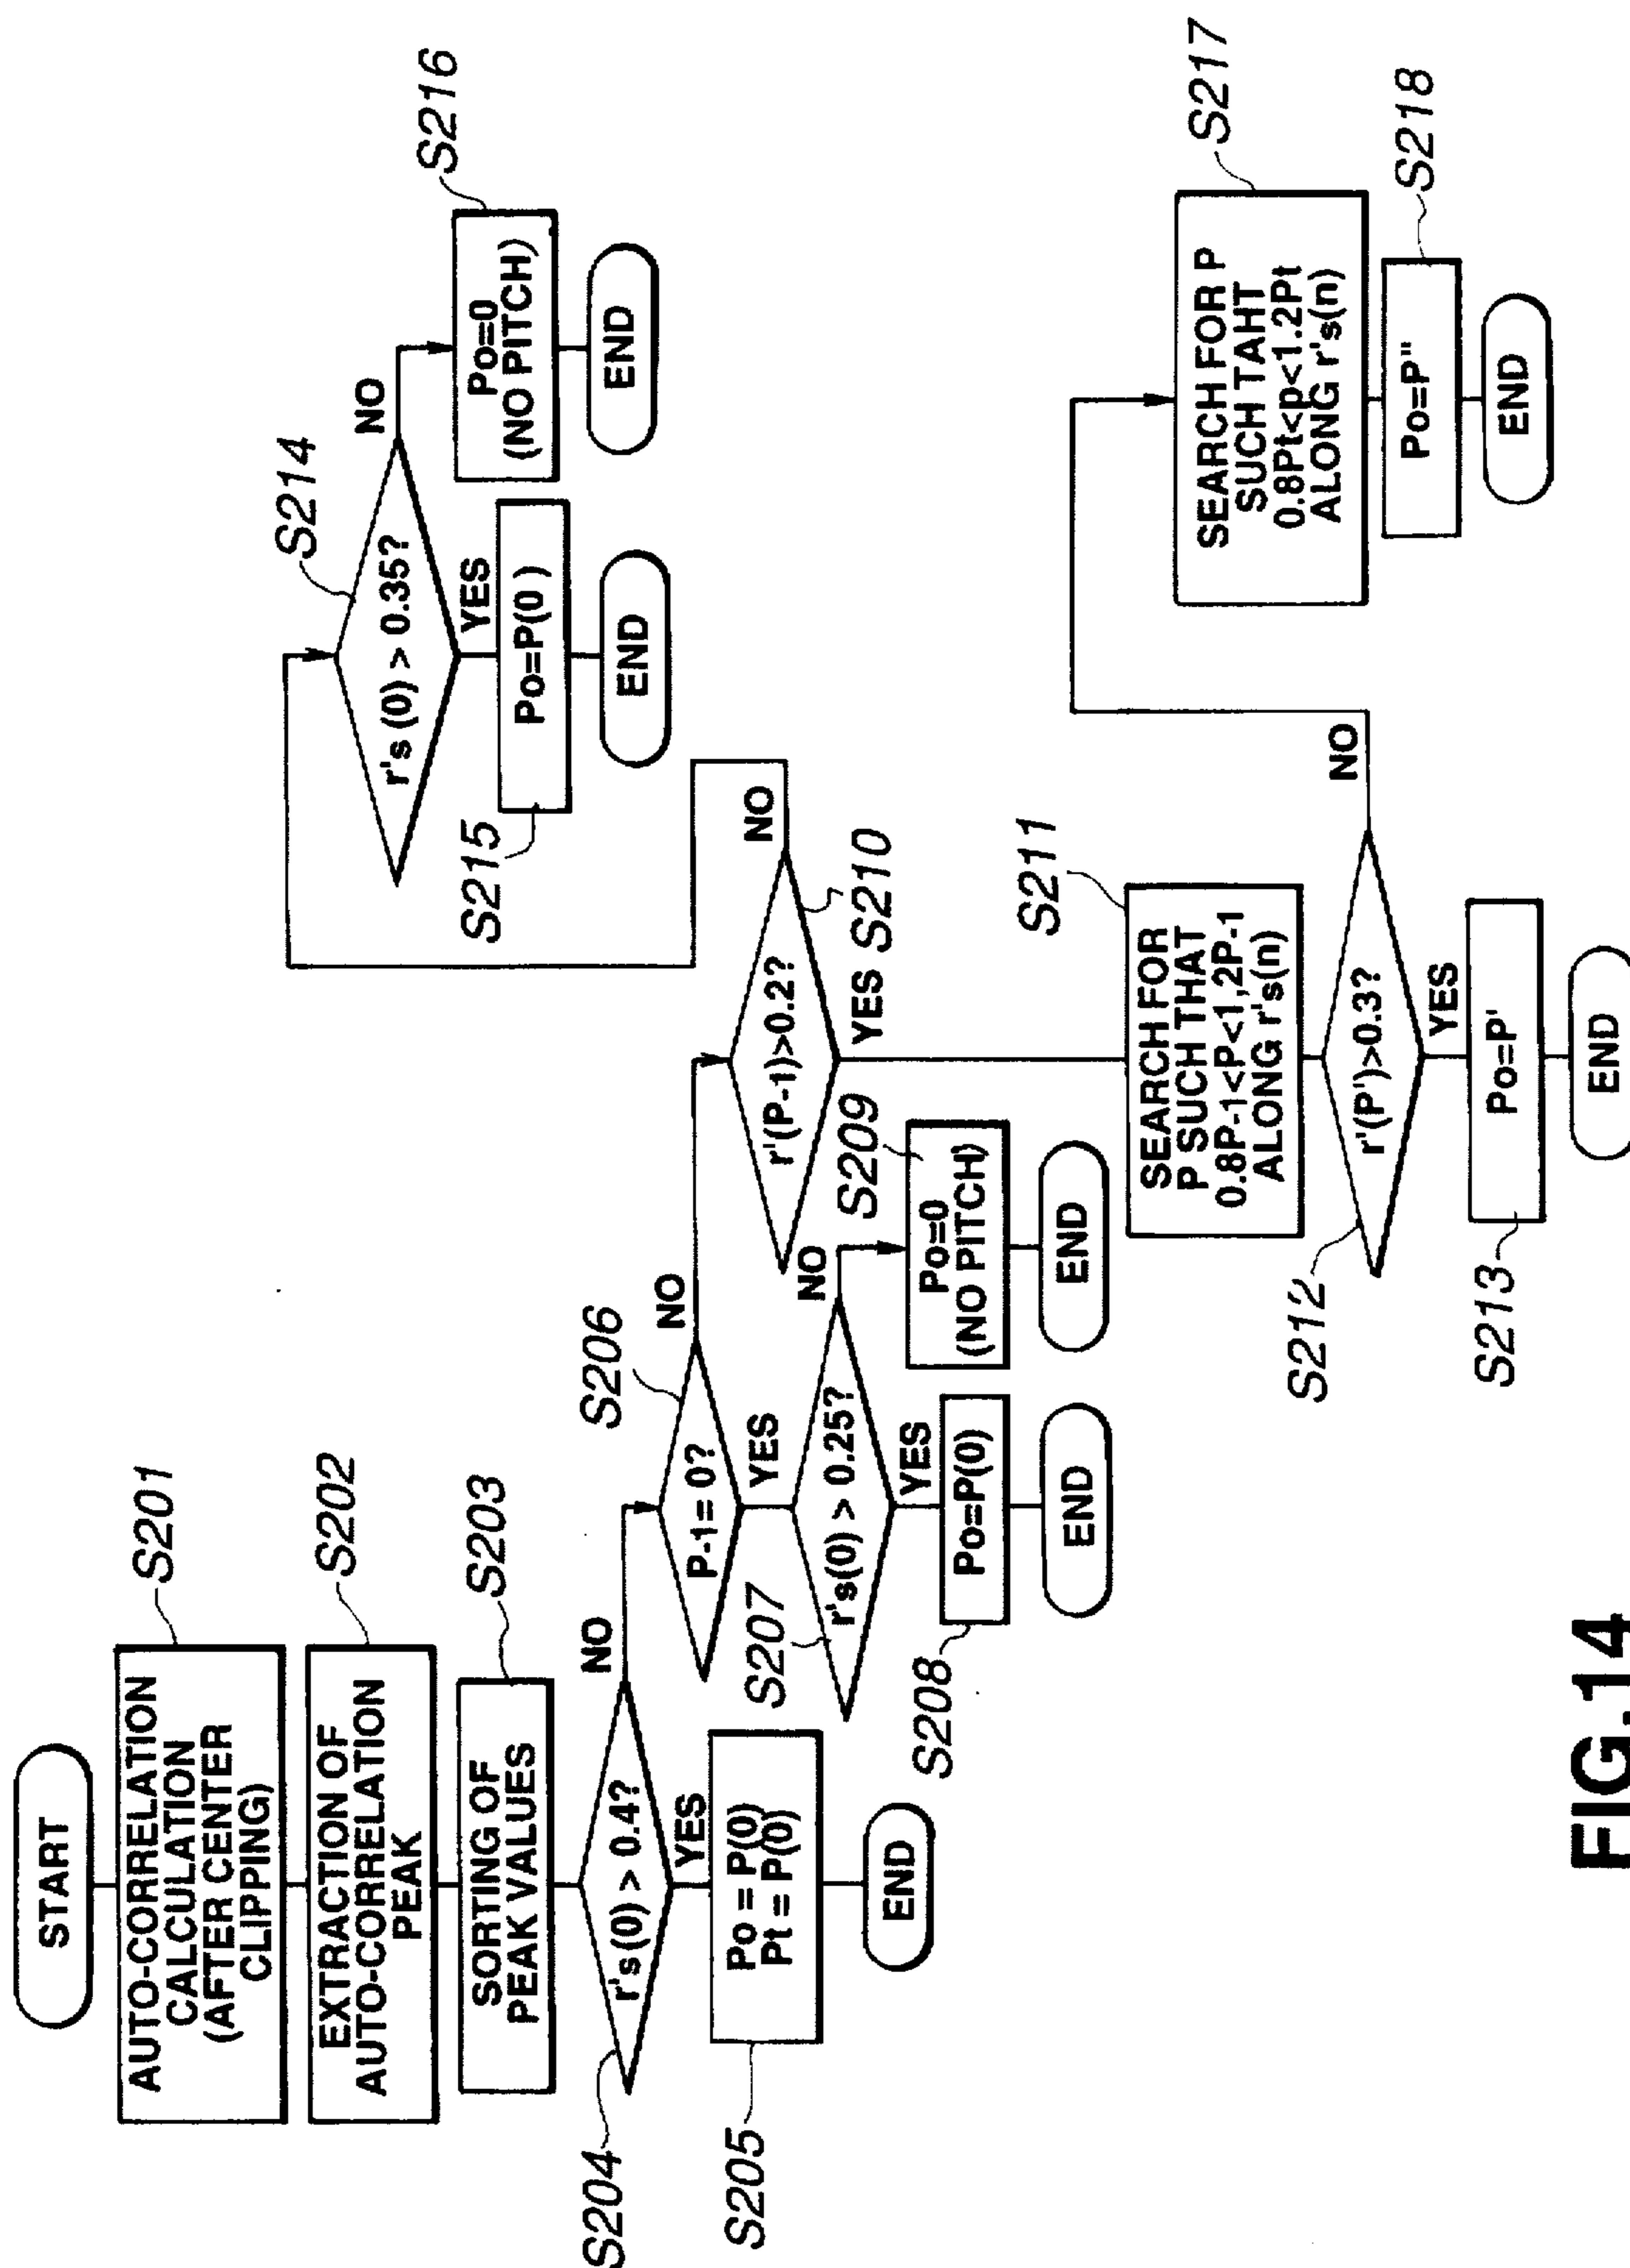 START
S201
AUTO-CORRELATION
CALCULATION
(AFTER CENTER
CLIPPING)
S202
EXTRACTION OF
AUTO-CORRELATION
PEAK
S203
SORTING OF
PEAK VALUES
S204
r's(0) > 0.4?
YES
NO
S205
Po = P(0)
Pt = P(0)
END
S206
P-1= 0?
YES
NO
S207
r's(0) > 0.25?
YES
NO
S208
Po=P(0)
END
S209
Po=0
(NO PITCH)
END
S210
r'(P-1)>0.2?
YES
NO
S211
SEARCH FOR
P SUCH THAT
0.8P-1<P<1,2P-1
ALONG r's(n)
S212
r'(P')>0.3?
YES
NO
S213
Po=P'
END
S214
r's(0) > 0.35?
YES
NO
S215
Po=P(0)
END
S216
Po=0
(NO PITCH)
END
S217
SEARCH FOR P
SUCH TAHT
0.8Pt<p<1.2Pt
ALONG r's(n)
S218
Po=P"
END
FIG.14